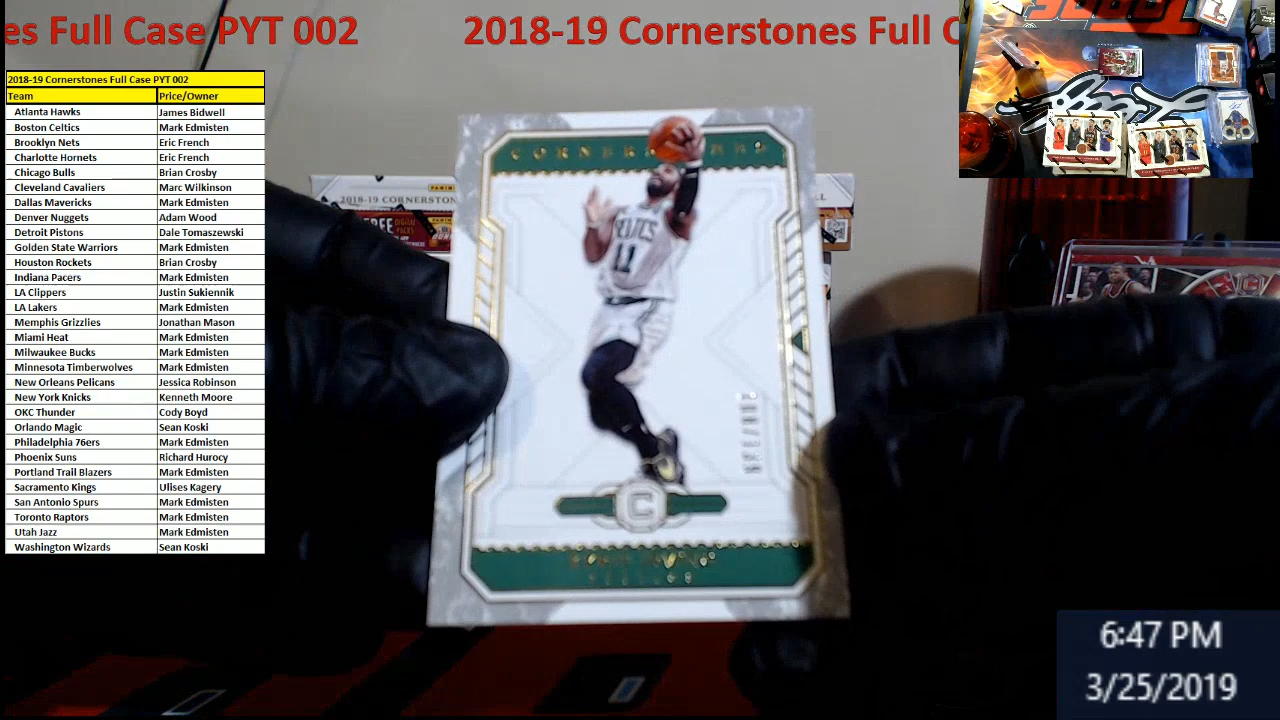 es Full Case PYT 002 2018-19 Cornerstones Full C
2018-19 Cornerstones Full Case PYT 002
Team Price/Owner
Atlanta Hawks James Bidwell
Boston Celtics Mark Edmisten
Brooklyn Nets Eric French
Charlotte Hornets Eric French
Chicago Bulls Brian Crosby
Cleveland Cavaliers Marc Wilkinson
Dallas Mavericks Mark Edmisten
Denver Nuggets Adam Wood
Detroit Pistons Dale Tomaszewski
Golden State Warriors Mark Edmisten
Houston Rockets Brian Crosby
Indiana Pacers Mark Edmisten
LA Clippers Justin Sukiennik
LA Lakers Mark Edmisten
Memphis Grizzlies Jonathan Mason
Miami Heat Mark Edmisten
Milwaukee Bucks Mark Edmisten
Minnesota Timberwolves Mark Edmisten
New Orleans Pelicans Jessica Robinson
New York Knicks Kenneth Moore
OKC Thunder Cody Boyd
Orlando Magic Sean Koski
Philadelphia 76ers Mark Edmisten
Phoenix Suns Richard Hurocy
Portland Trail Blazers Mark Edmisten
Sacramento Kings Ulises Kagery
San Antonio Spurs Mark Edmisten
Toronto Raptors Mark Edmisten
Utah Jazz Mark Edmisten
Washington Wizards Sean Koski
PANINI
2018-19 CORNERSTON
FREE
11
C
6:47 PM
3/25/2019